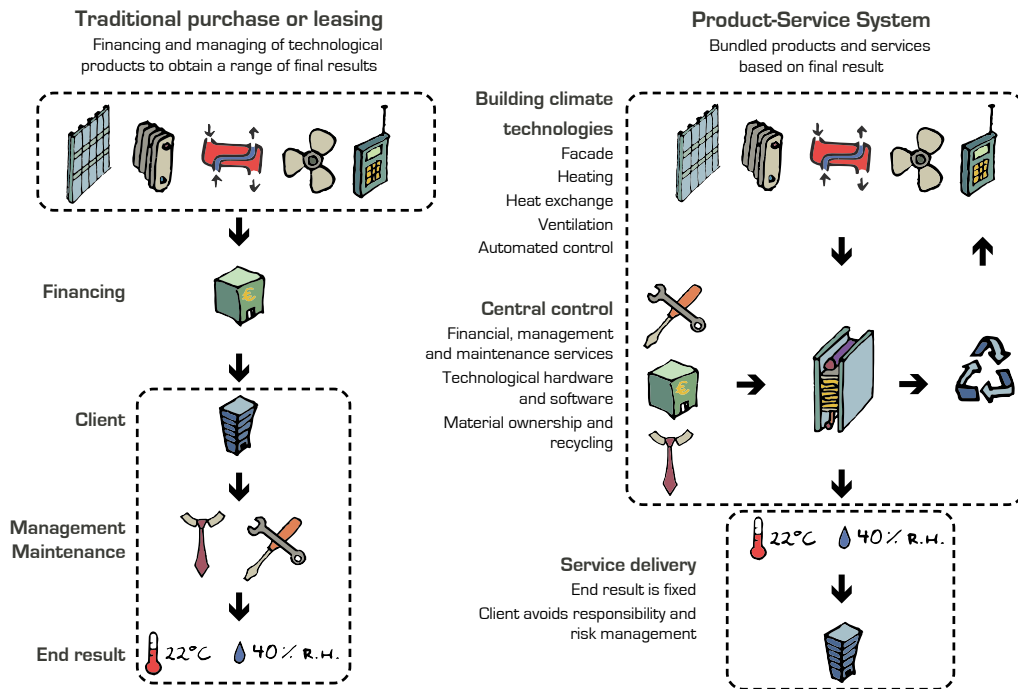 Traditional purchase or leasing
Financing and managing of technological
products to obtain a range of final results
Financing
€
Client
Management
Maintenance
End result
22°C
40% R.H.
Product-Service System
Bundled products and services
based on final result
Building climate
technologies
Facade
Heating
Heat exchange
Ventilation
Automated control
Central control
Financial, management
and maintenance services
Technological hardware
and software
Material ownership and
recycling
€
Service delivery
End result is fixed
Client avoids responsibility and
risk management
22°C
40% R.H.